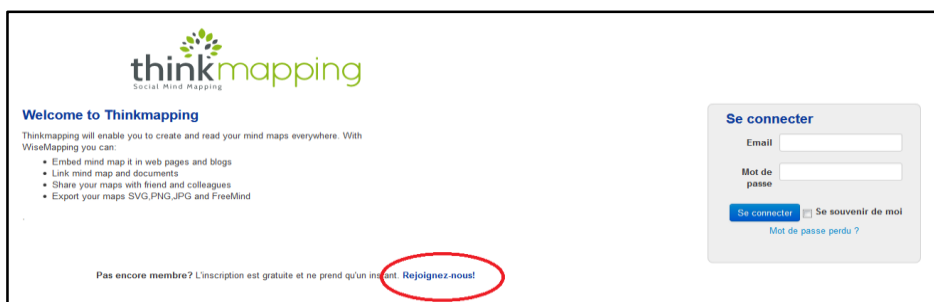 thinkmapping
Social Mind Mapping
Welcome to Thinkmapping
Thinkmapping will enable you to create and read your mind maps everywhere. With
WiseMapping you can:
Embed mind map it in web pages and blogs
Link mind map and documents
Share your maps with friend and colleagues
Export your maps SVG,PNG,JPG and FreeMind
Pas encore membre? L'inscription est gratuite et ne prend qu'un instant. Rejoignez-nous!
Se connecter
Email
Mot de
passe
Se connecter Se souvenir de moi
Mot de passe perdu ?